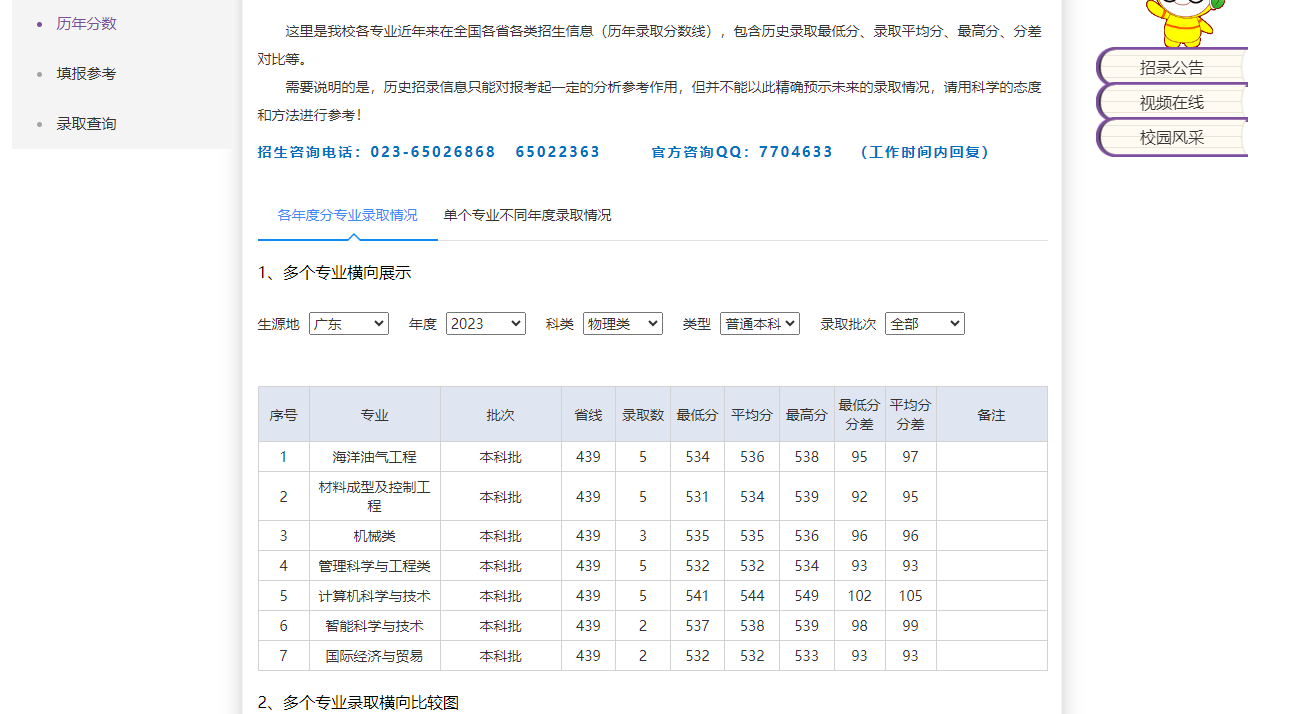 历年分数
填报参考
录取查询
这里是我校各专业近年来在全国各省各类招生信息（历年录取分数线），包含历史录取最低分、录取平均分、最高分、分差
对比等。
需要说明的是，历史招录信息只能对报考起一定的分析参考作用，但并不能以此精确预示未来的录取情况，请用科学的态度
和方法进行参考！
招生咨询电话：023-65026868 65022363 官方咨询QQ：7704633 （工作时间内回复）
招录公告
视频在线
校园风采
各年度分专业录取情况 单个专业不同年度录取情况
1、多个专业横向展示
生源地 广东 年度 2023 科类 物理类 类型 普通本科 录取批次 全部
序号 专业 批次 省线 录取数 最低分 平均分 最高分 最低分分差 平均分分差 备注
1 海洋油气工程 本科批 439 5 534 536 538 95 97
2 材料成型及控制工程 本科批 439 5 531 534 539 92 95
3 机械类 本科批 439 3 535 535 536 96 96
4 管理科学与工程类 本科批 439 5 532 532 534 93 93
5 计算机科学与技术 本科批 439 5 541 544 549 102 105
6 智能科学与技术 本科批 439 2 537 538 539 98 99
7 国际经济与贸易 本科批 439 2 532 532 533 93 93
2、多个专业录取横向比较图